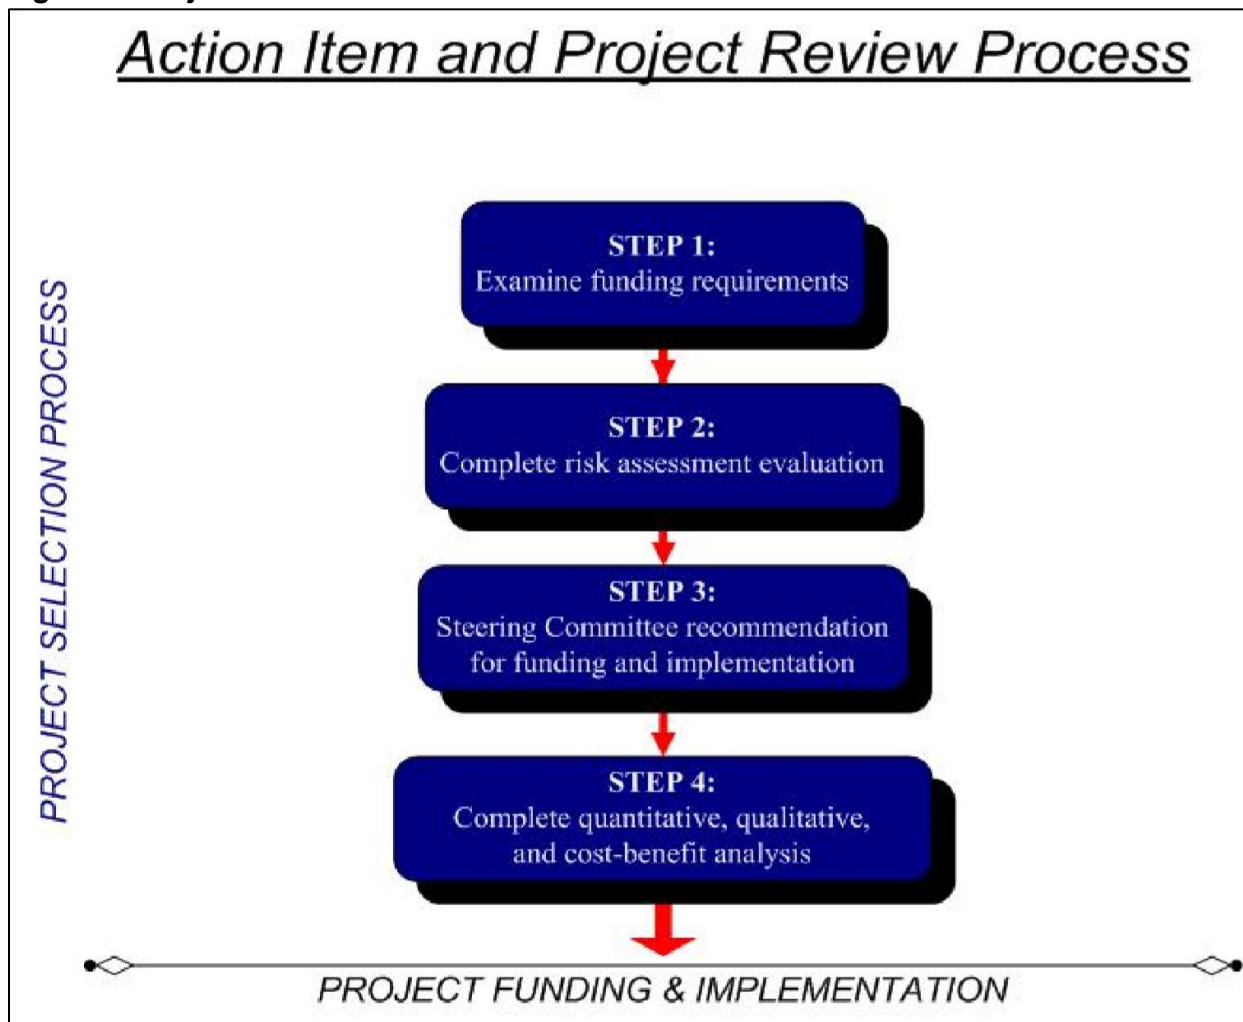 Action Item and Project Review Process
PROJECT SELECTION PROCESS
STEP 1:
Examine funding requirements
STEP 2:
Complete risk assessment evaluation
STEP 3:
Steering Committee recommendation
for funding and implementation
STEP 4:
Complete quantitative, qualitative,
and cost-benefit analysis
PROJECT FUNDING & IMPLEMENTATION